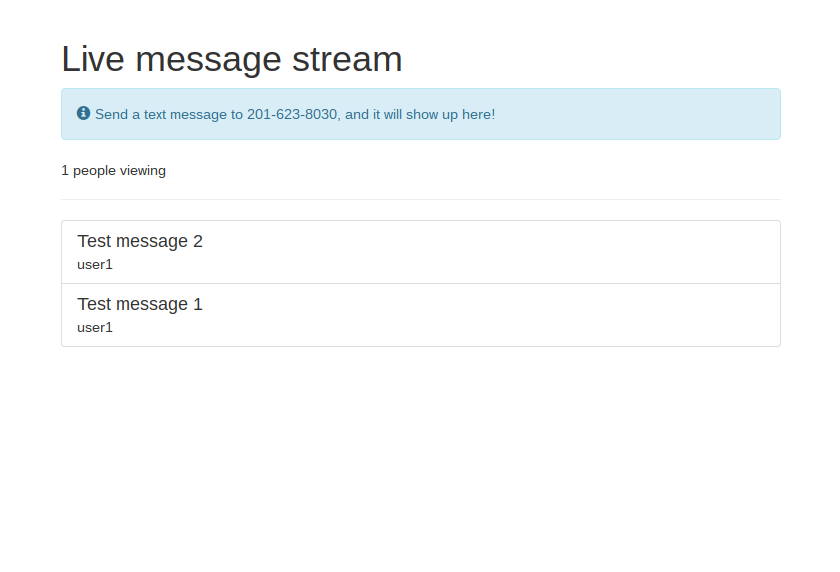 Live message stream
Send a text message to 201-623-8030, and it will show up here!
1 people viewing
Test message 2
user1
Test message 1
user1